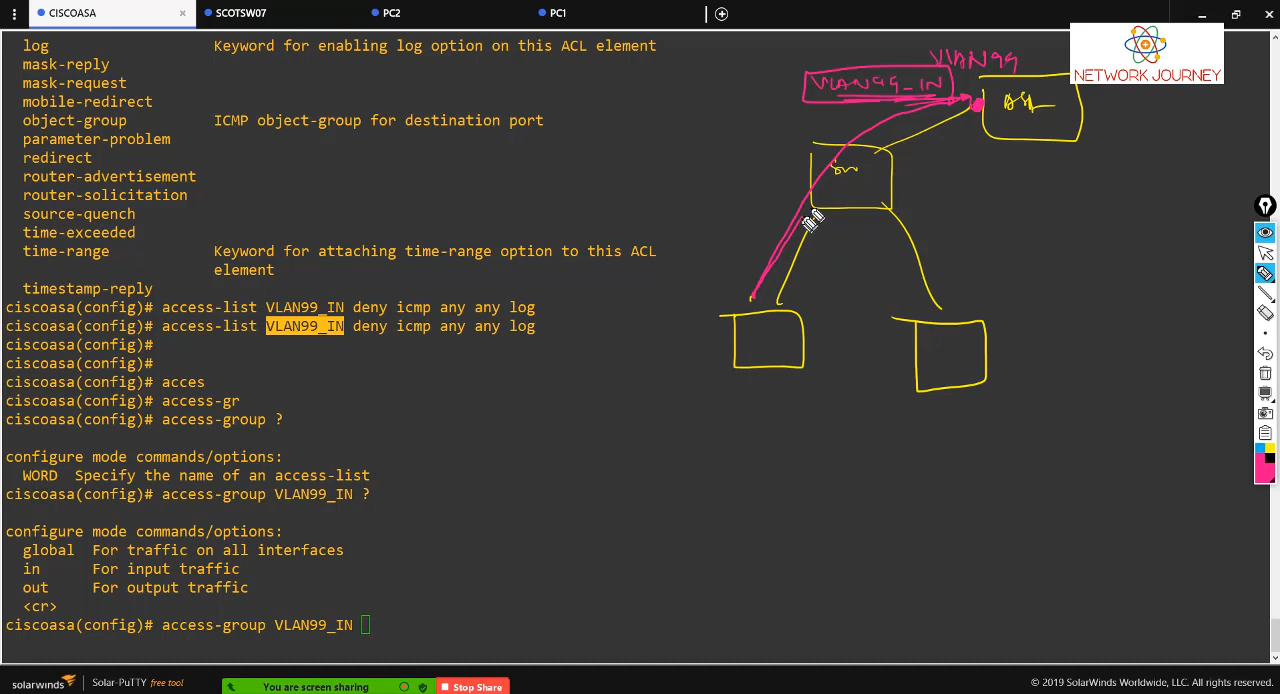 CISCOASA × SCOTSW07 PC2 PC1
log Keyword for enabling log option on this ACL element
mask-reply
mask-request
mobile-redirect
object-group ICMP object-group for destination port
parameter-problem
redirect
router-advertisement
router-solicitation
source-quench
time-exceeded
time-range Keyword for attaching time-range option to this ACL
element
timestamp-reply
ciscoasa(config)# access-list VLAN99_IN deny icmp any any log
ciscoasa(config)# access-list VLAN99_IN deny icmp any any log
ciscoasa(config)#
ciscoasa(config)#
ciscoasa(config)# acces
ciscoasa(config)# access-gr
ciscoasa(config)# access-group ?
configure mode commands/options:
WORD Specify the name of an access-list
ciscoasa(config)# access-group VLAN99_IN ?
configure mode commands/options:
global For traffic on all interfaces
in For input traffic
out For output traffic
<cr>
ciscoasa(config)# access-group VLAN99_IN
VLAN99
VLAN99_IN
NETWORK JOURNEY
solarwinds Solar-PuTTY free tool
You are screen sharing Stop Share
© 2019 SolarWinds Worldwide, LLC. All rights reserved.